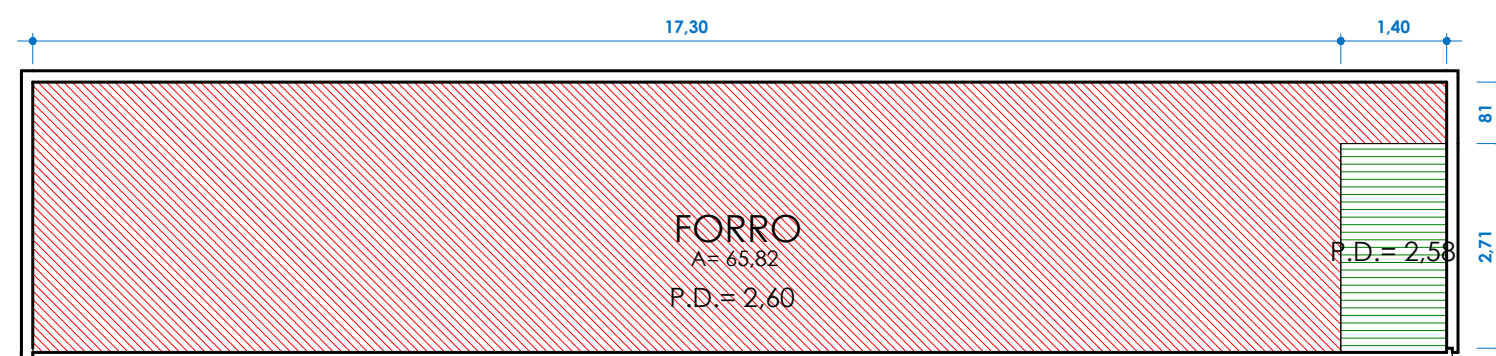 17,30
1,40
81
FORRO
A= 65,82
P.D.= 2,60
P.D.= 2,58
2,71